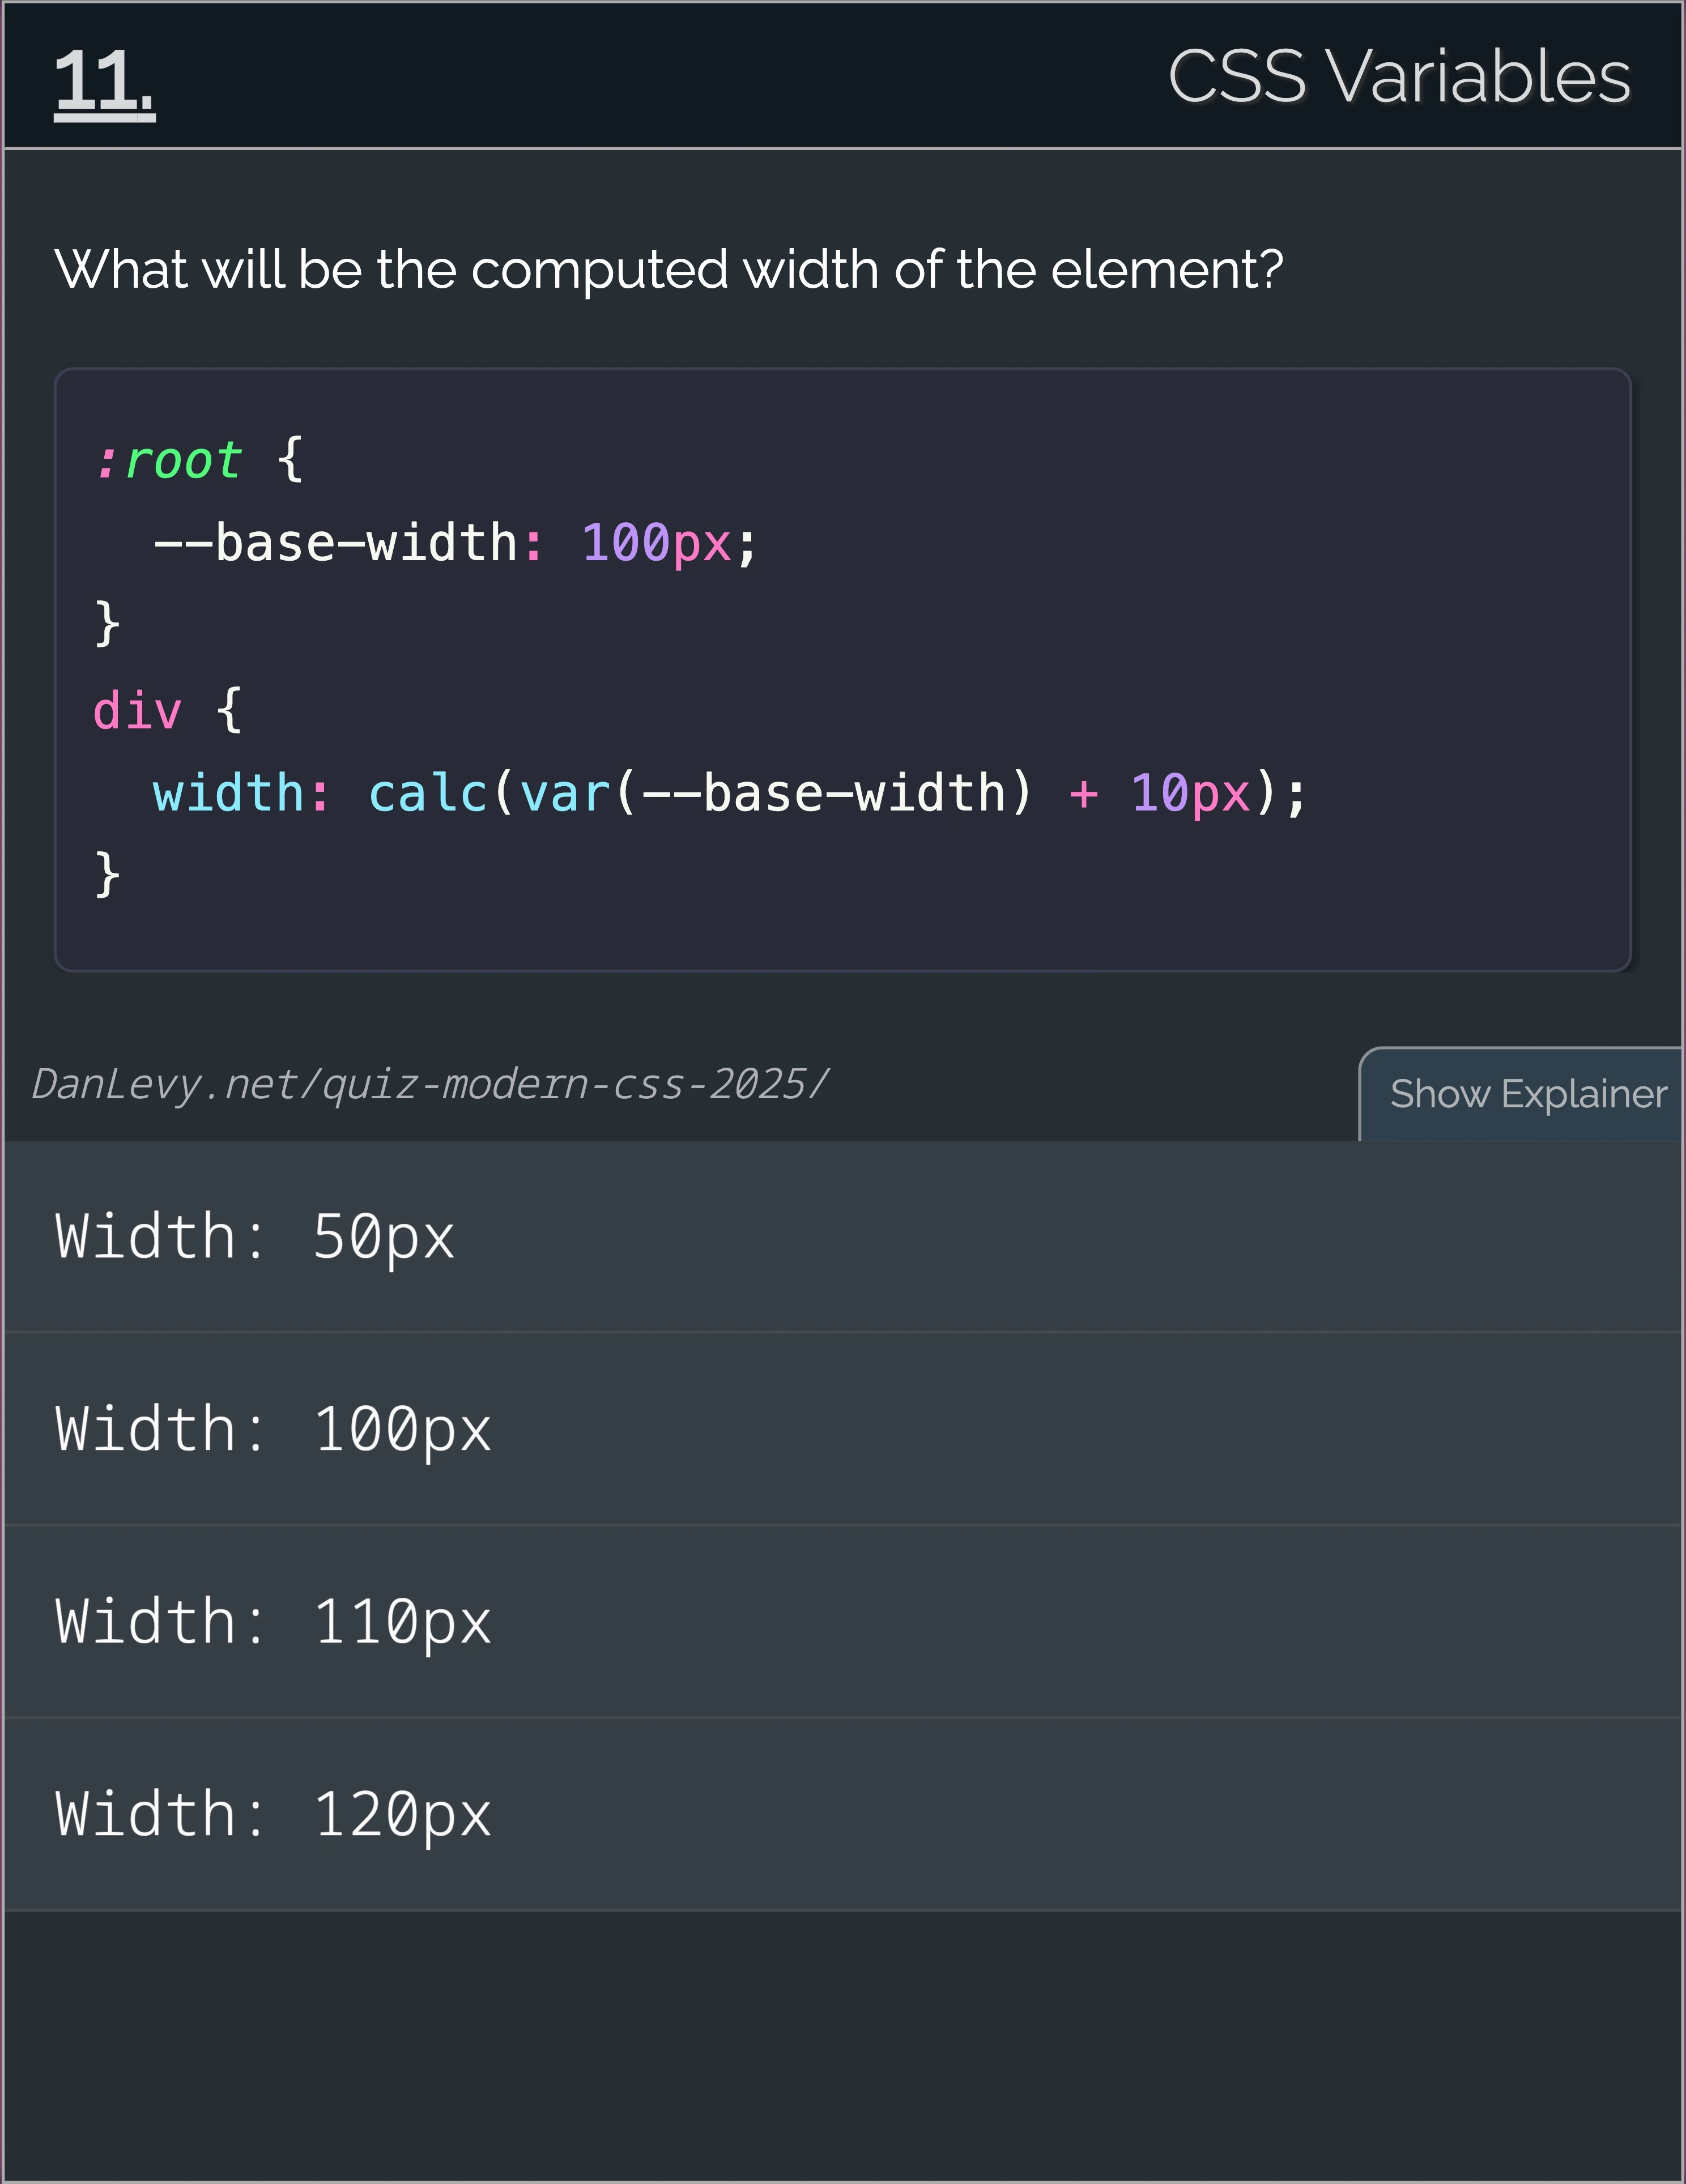 11.
CSS Variables
What will be the computed width of the element?
:root {
  --base-width: 100px;
}
div {
  width: calc(var(--base-width) + 10px);
}
DanLevy.net/quiz-modern-css-2025/
Show Explainer
Width: 50px
Width: 100px
Width: 110px
Width: 120px